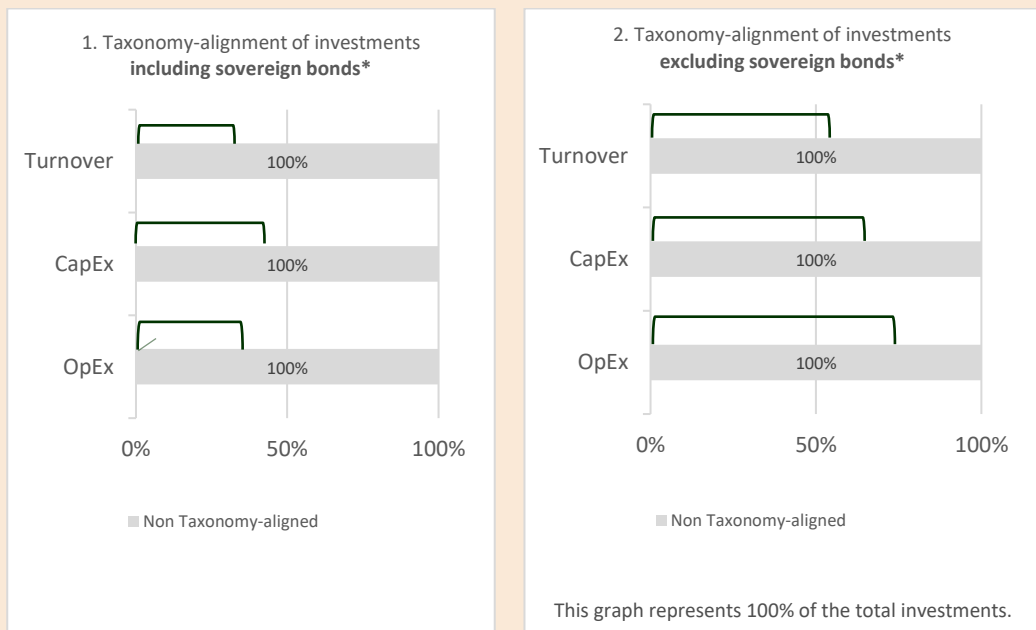 1. Taxonomy-alignment of investments
including sovereign bonds*
Turnover
100%
CapEx
100%
OpEx
100%
0%
50%
100%
Non Taxonomy-aligned
2. Taxonomy-alignment of investments
excluding sovereign bonds*
Turnover
100%
CapEx
100%
OpEx
100%
0%
50%
100%
Non Taxonomy-aligned
This graph represents 100% of the total investments.